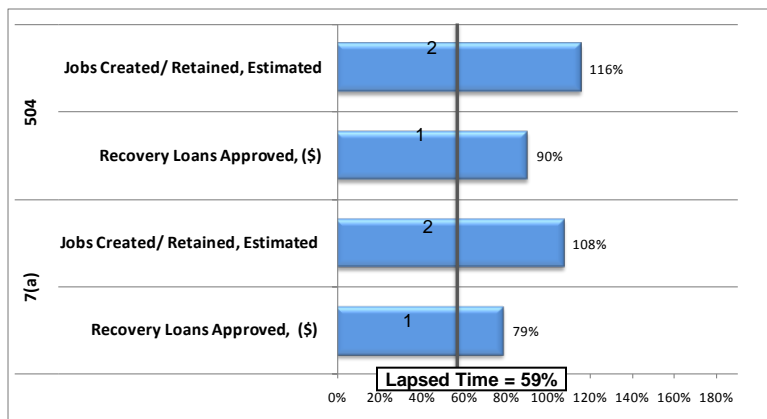 504
Jobs Created/ Retained, Estimated
2
116%
Recovery Loans Approved, ($)
1
90%
7(a)
Jobs Created/ Retained, Estimated
2
108%
Recovery Loans Approved, ($)
1
79%
Lapsed Time = 59%
0% 20% 40% 60% 80% 100% 120% 140% 160% 180%